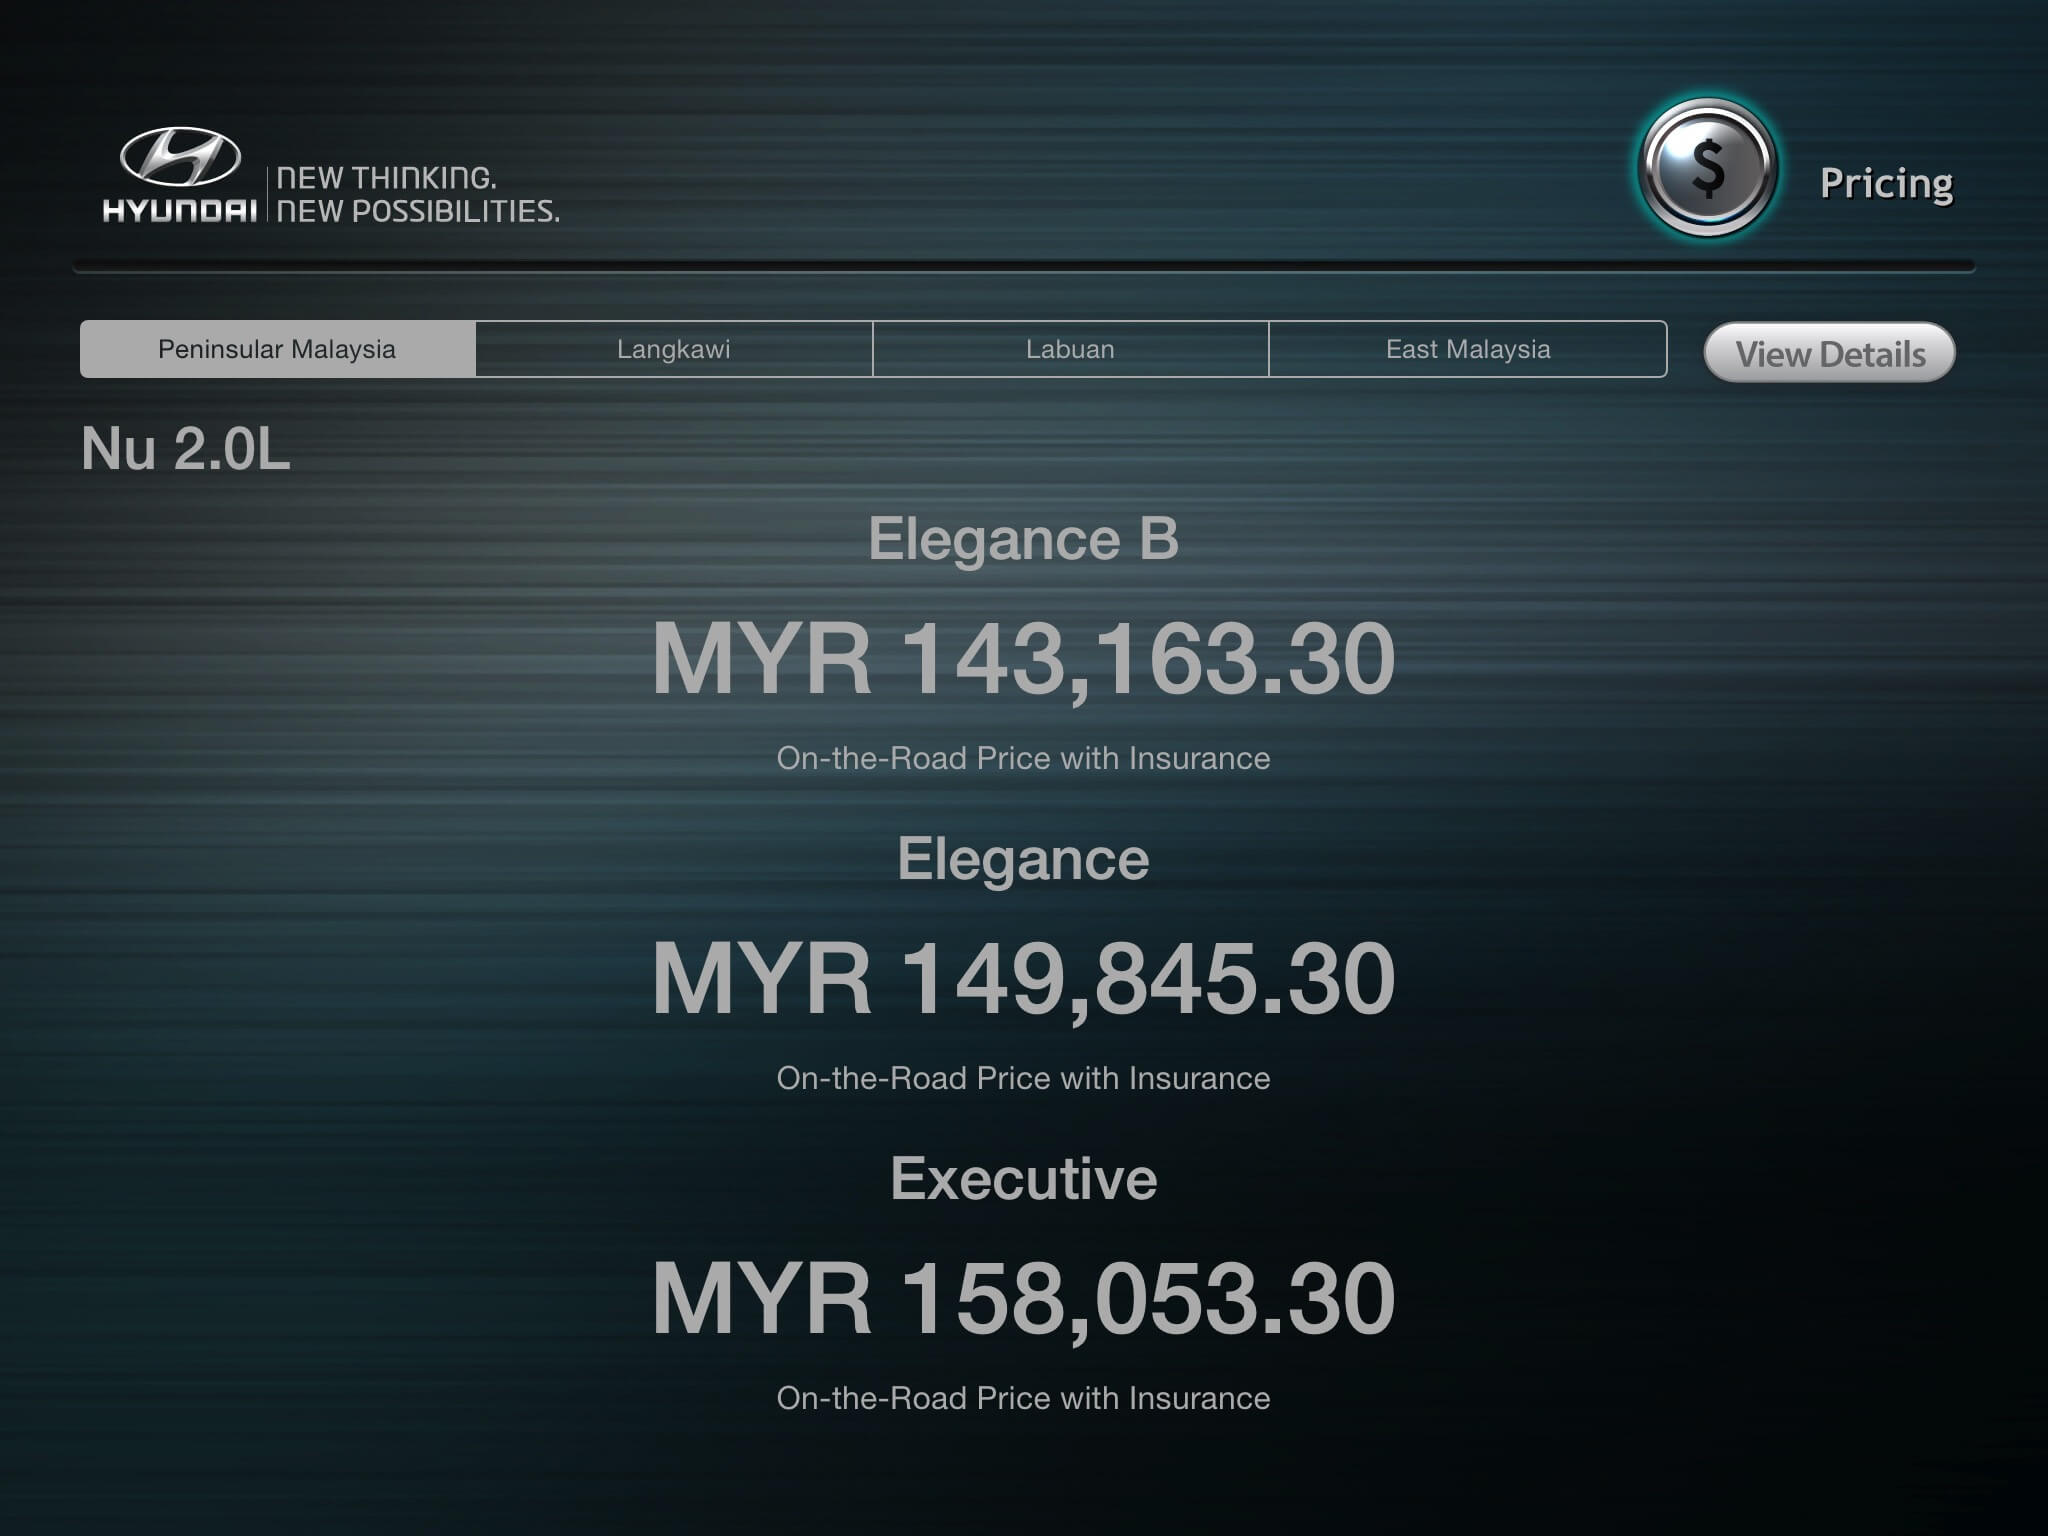 HYUNDAI
NEW THINKING.
NEW POSSIBILITIES.
$
Pricing
Peninsular Malaysia
Langkawi
Labuan
East Malaysia
View Details
Nu 2.0L
Elegance B
MYR 143,163.30
On-the-Road Price with Insurance
Elegance
MYR 149,845.30
On-the-Road Price with Insurance
Executive
MYR 158,053.30
On-the-Road Price with Insurance